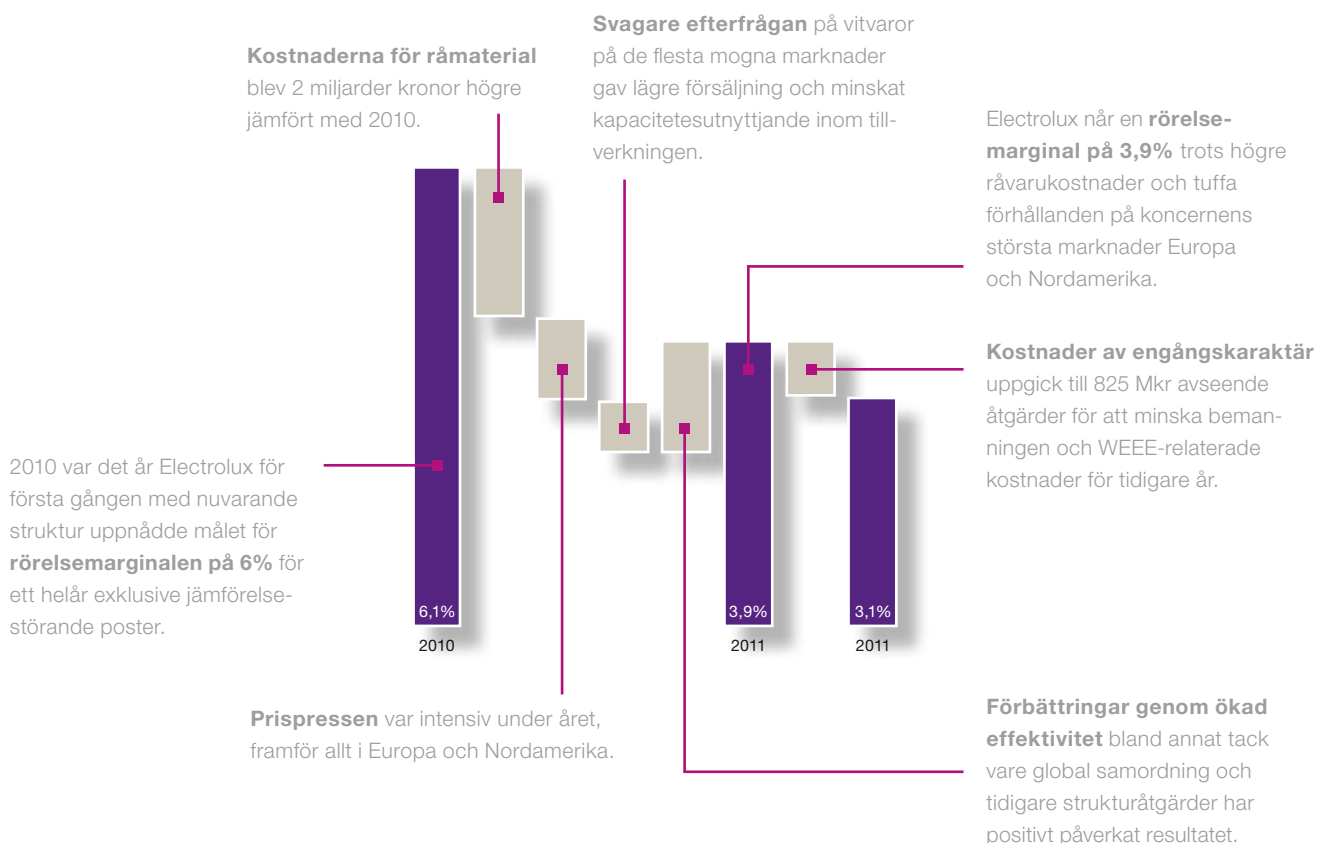 Kostnaderna för råmaterial
blev 2 miljarder kronor högre
jämfört med 2010.
Svagare efterfrågan på vitvaror
på de flesta mogna marknader
gav lägre försäljning och minskat
kapacitetesutnyttjande inom till-
verkningen.
Electrolux når en rörelse-
marginal på 3,9% trots högre
råvarukostnader och tuffa
förhållanden på koncernens
största marknader Europa
och Nordamerika.
Kostnader av engångskaraktär
uppgick till 825 Mkr avseende
åtgärder för att minska beman-
ningen och WEEE-relaterade
kostnader för tidigare år.
2010 var det år Electrolux för
första gången med nuvarande
struktur uppnådde målet för
rörelsemarginalen på 6% för
ett helår exklusive jämförelse-
störande poster.
6,1%
3,9%
3,1%
2010
2011
2011
Prispressen var intensiv under året,
framför allt i Europa och Nordamerika.
Förbättringar genom ökad
effektivitet bland annat tack
vare global samordning och
tidigare strukturåtgärder har
positivt påverkat resultatet.